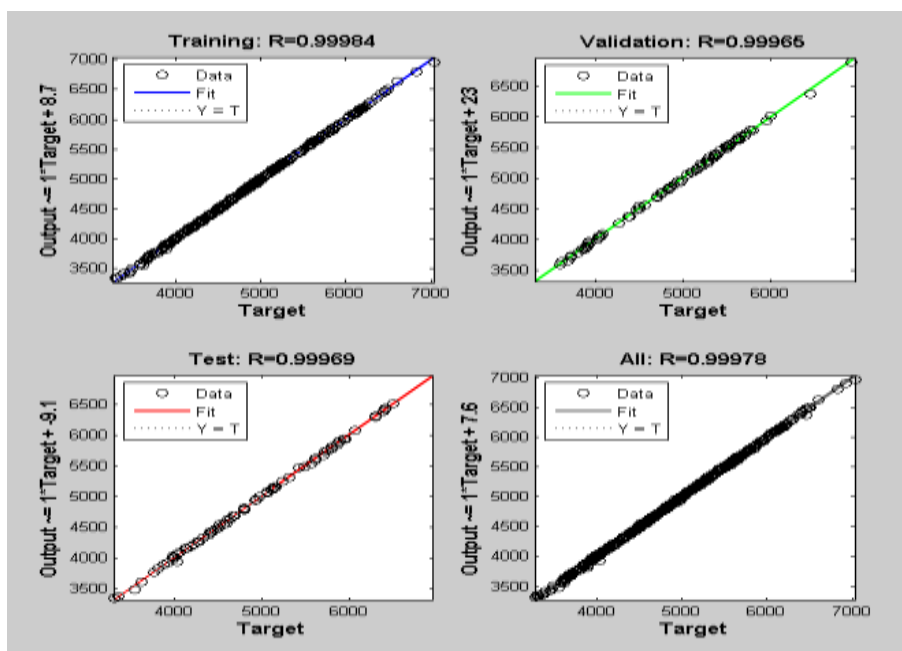 Training: R=0.99984
Output ~= 1*Target + 8.7
7000
6500
6000
5500
5000
4500
4000
3500
Data
Fit
Y = T
4000 5000 6000 7000
Target
Validation: R=0.99965
Output ~= 1*Target + 23
6500
6000
5500
5000
4500
4000
3500
Data
Fit
Y = T
4000 5000 6000
Target
Test: R=0.99969
Output ~= 1*Target + -9.1
6500
6000
5500
5000
4500
4000
3500
Data
Fit
Y = T
4000 5000 6000
Target
All: R=0.99978
Output ~= 1*Target + 7.6
7000
6500
6000
5500
5000
4500
4000
3500
Data
Fit
Y = T
4000 5000 6000 7000
Target